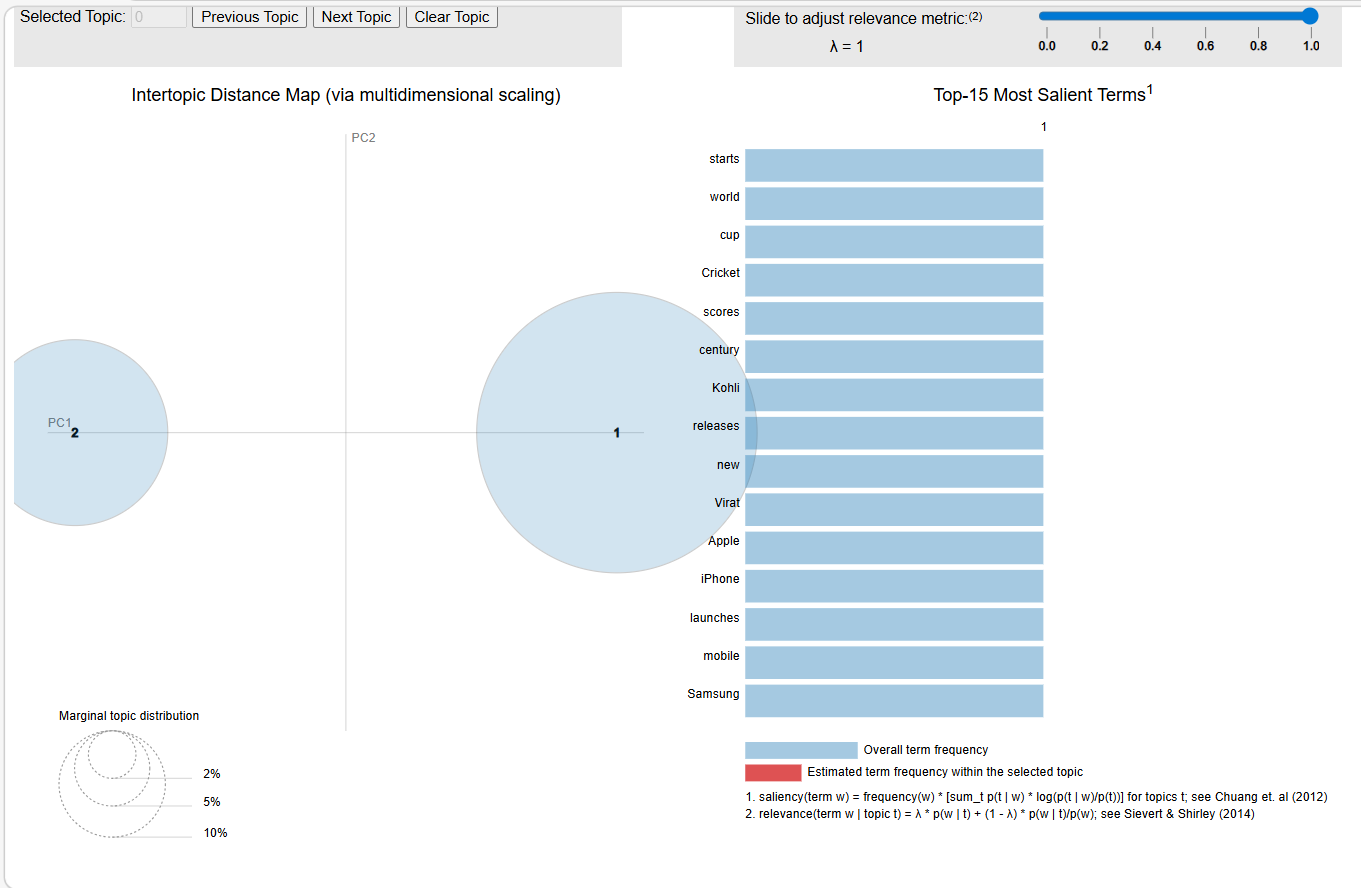 Selected Topic: 0 Previous Topic Next Topic Clear Topic
Slide to adjust relevance metric:(2)
λ = 1
0.0 0.2 0.4 0.6 0.8 1.0
Intertopic Distance Map (via multidimensional scaling)
PC2
PC1
2
1
Marginal topic distribution
2%
5%
10%
Top-15 Most Salient Terms1
1
starts
world
cup
Cricket
scores
century
Kohli
releases
new
Virat
Apple
iPhone
launches
mobile
Samsung
Overall term frequency
Estimated term frequency within the selected topic
1. saliency(term w) = frequency(w) * [sum_t p(t | w) * log(p(t | w)/p(t))] for topics t; see Chuang et. al (2012)
2. relevance(term w | topic t) = λ * p(w | t) + (1 - λ) * p(w | t)/p(w); see Sievert & Shirley (2014)